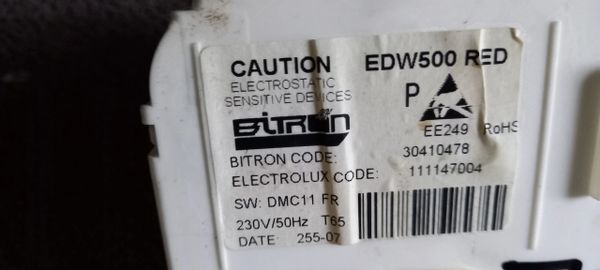 CAUTION EDW500 RED
ELECTROSTATIC
SENSITIVE DEVICES
P
BITRON
EE249 RoHS
BITRON CODE: 30410478
ELECTROLUX CODE: 111147004
SW: DMC11 FR
230V/50Hz T65
DATE: 255-07